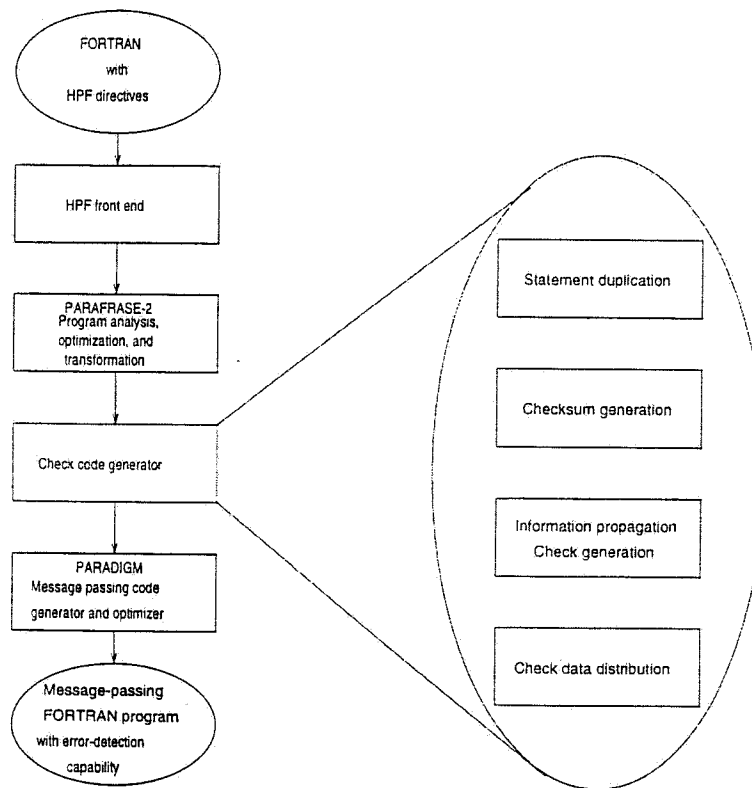 FORTRAN
with
HPF directives
HPF front end
PARAFRASE-2
Program analysis,
optimization, and
transformation
Check code generator
PARADIGM
Message passing code
generator and optimizer
Message-passing
FORTRAN program
with error-detection
capability
Statement duplication
Checksum generation
Information propagation
Check generation
Check data distribution